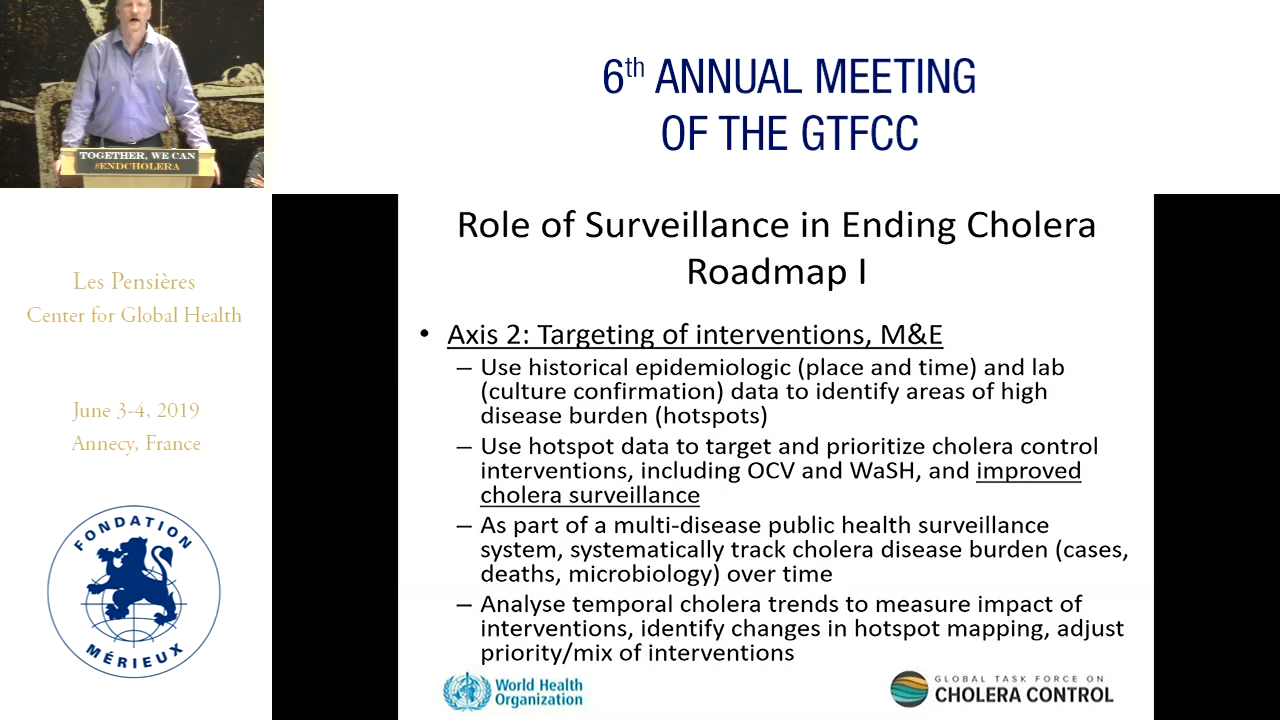 TOGETHER, WE CAN
#ENDCHOLERA
6th ANNUAL MEETING
OF THE GTFCC
Les Pensières
Center for Global Health
June 3-4, 2019
Annecy, France
FONDATION
MÉRIEUX
Role of Surveillance in Ending Cholera
Roadmap I
• Axis 2: Targeting of interventions, M&E
– Use historical epidemiologic (place and time) and lab
(culture confirmation) data to identify areas of high
disease burden (hotspots)
– Use hotspot data to target and prioritize cholera control
interventions, including OCV and WaSH, and improved
cholera surveillance
– As part of a multi-disease public health surveillance
system, systematically track cholera disease burden (cases,
deaths, microbiology) over time
– Analyse temporal cholera trends to measure impact of
interventions, identify changes in hotspot mapping, adjust
priority/mix of interventions
World Health
Organization
GLOBAL TASK FORCE ON
CHOLERA CONTROL